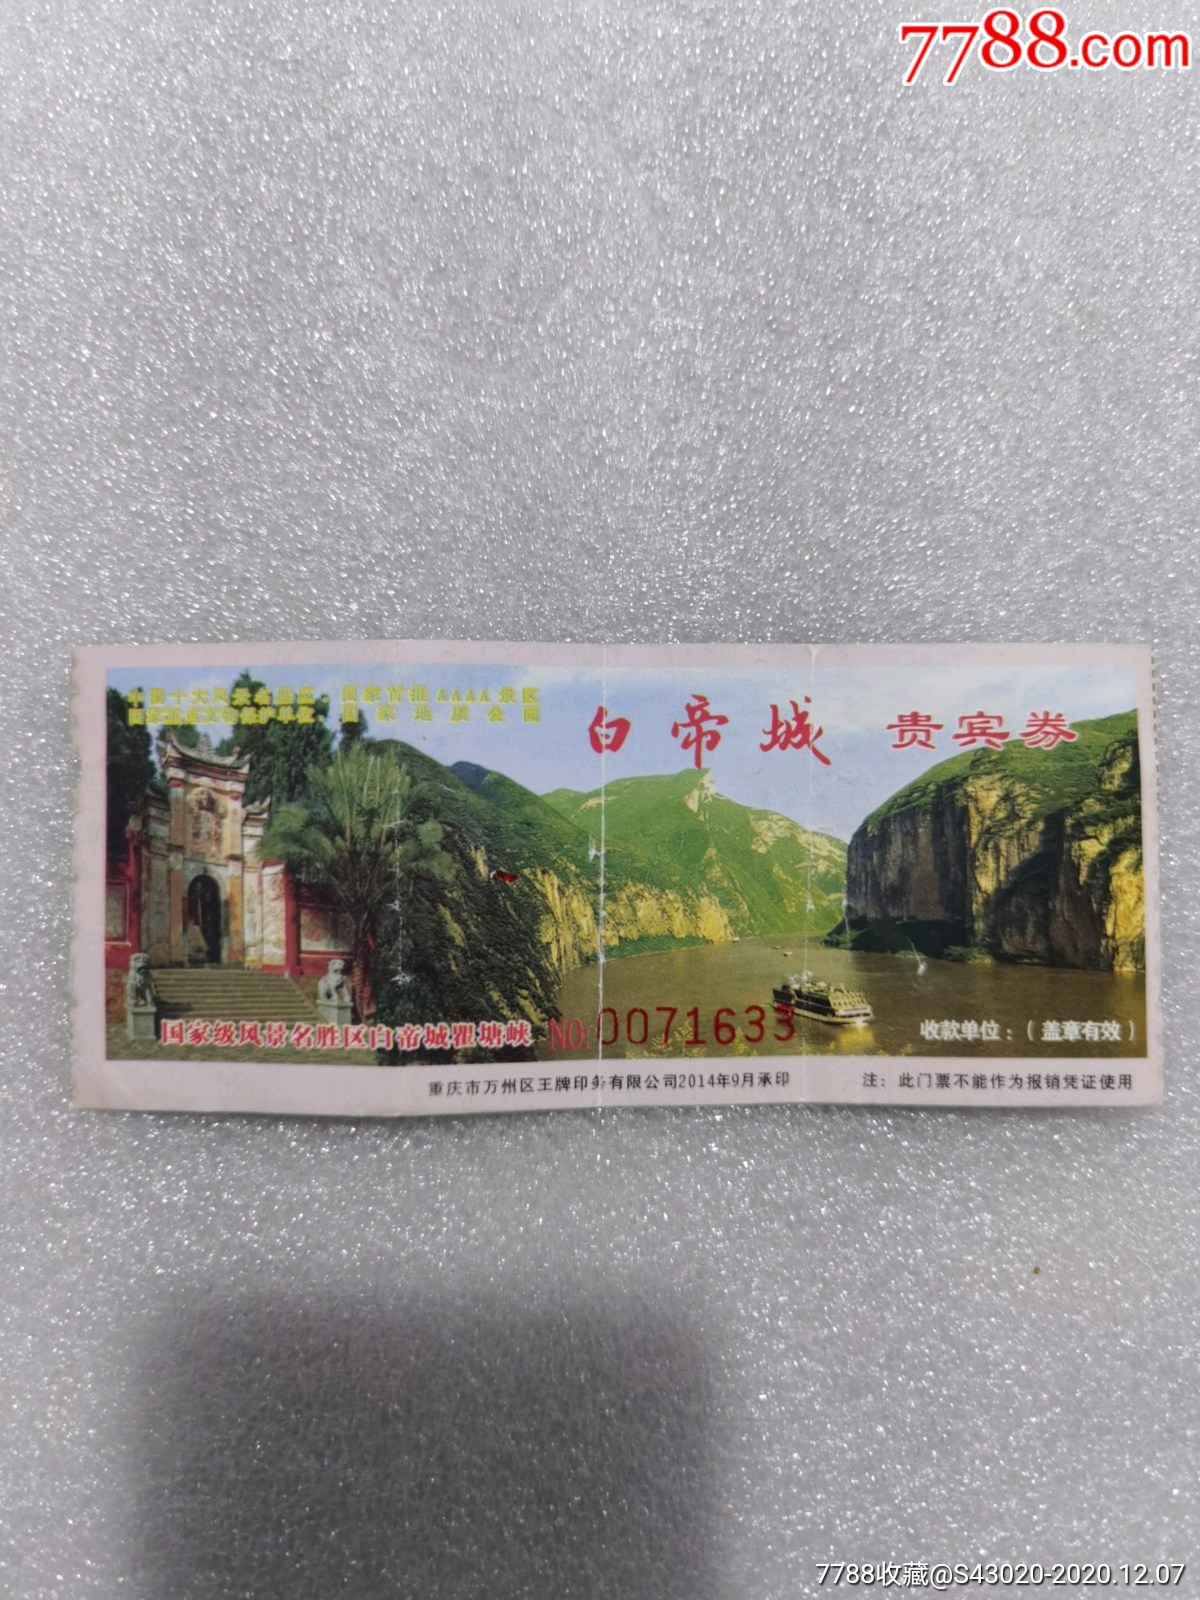 7788.com
中国十大风景名胜区 国家首批AAAA景区
国家重点文物保护单位 国家地质公园
白帝城 贵宾券
国家级风景名胜区白帝城瞿塘峡 NO:0071633 收款单位：（盖章有效）
重庆市万州区王牌印务有限公司2014年9月承印 注：此门票不能作为报销凭证使用
7788收藏@S43020-2020.12.07